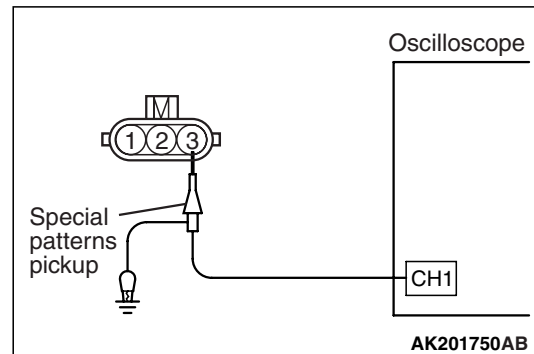 Oscilloscope
M
1 2 3
Special
patterns
pickup
CH1
AK201750AB